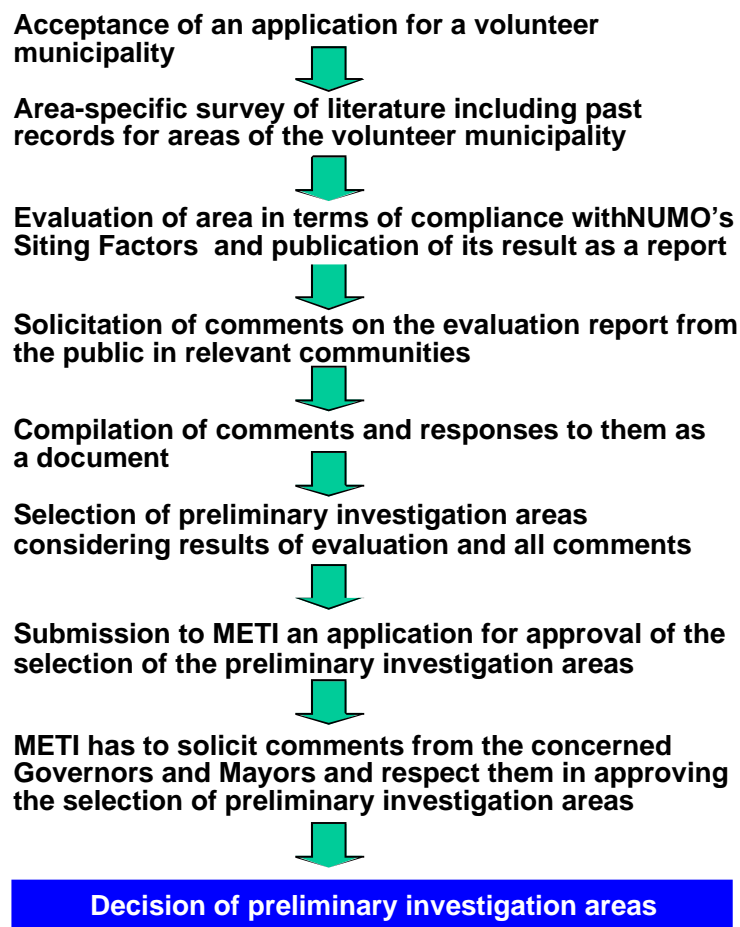 Acceptance of an application for a volunteer
municipality
Area-specific survey of literature including past
records for areas of the volunteer municipality
Evaluation of area in terms of compliance withNUMO's
Siting Factors  and publication of its result as a report
Solicitation of comments on the evaluation report from
the public in relevant communities
Compilation of comments and responses to them as
a document
Selection of preliminary investigation areas
considering results of evaluation and all comments
Submission to METI an application for approval of the
selection of the preliminary investigation areas
METI has to solicit comments from the concerned
Governors and Mayors and respect them in approving
the selection of preliminary investigation areas
Decision of preliminary investigation areas